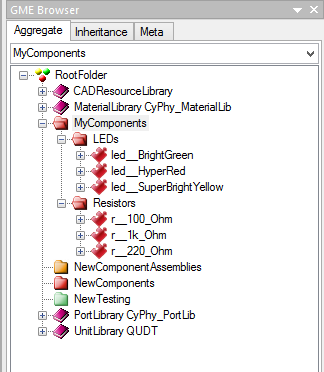 GME Browser
Aggregate Inheritance Meta
MyComponents
RootFolder
CADResourceLibrary
MaterialLibrary CyPhy_MaterialLib
MyComponents
LEDs
led__BrightGreen
led__HyperRed
led__SuperBrightYellow
Resistors
r__100_Ohm
r__1k_Ohm
r__220_Ohm
NewComponentAssemblies
NewComponents
NewTesting
PortLibrary CyPhy_PortLib
UnitLibrary QUDT